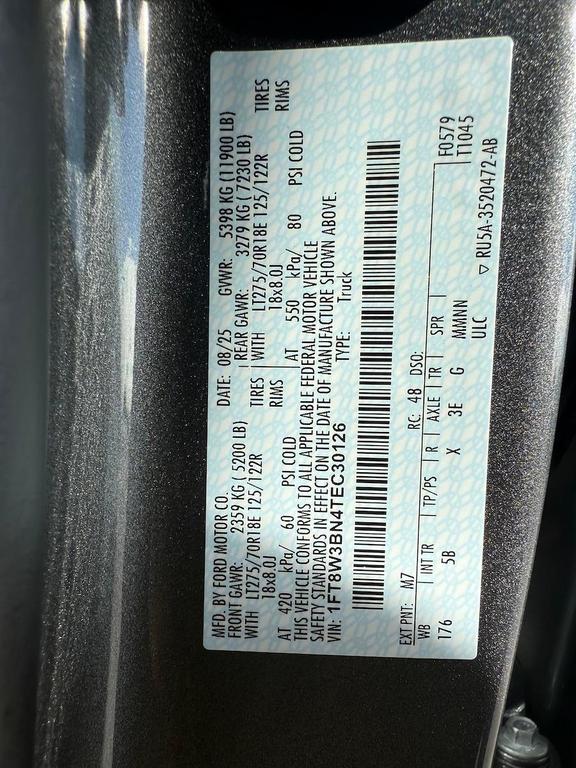 MFD. BY FORD MOTOR CO. DATE: 08/25 GVWR: 5398 KG (11900 LB)
FRONT GAWR: 2359 KG ( 5200 LB) REAR GAWR: 3279 KG ( 7230 LB)
WITH LT275/70R18E 125/122R TIRES WITH LT275/70R18E 125/122R TIRES
18x8.0J RIMS 18x8.0J RIMS
AT 420 kPa/ 60 PSI COLD AT 550 kPa/ 80 PSI COLD
THIS VEHICLE CONFORMS TO ALL APPLICABLE FEDERAL MOTOR VEHICLE
SAFETY STANDARDS IN EFFECT ON THE DATE OF MANUFACTURE SHOWN ABOVE.
VIN: 1FT8W3BN4TEC30126 TYPE: Truck
F0579
EXT PNT: M7 RC: 48 DSO: T1045
WB INT TR TP/PS R AXLE TR SPR
176 5B X 3E G MMNN
ULC
▽ RU5A-3520472-AB